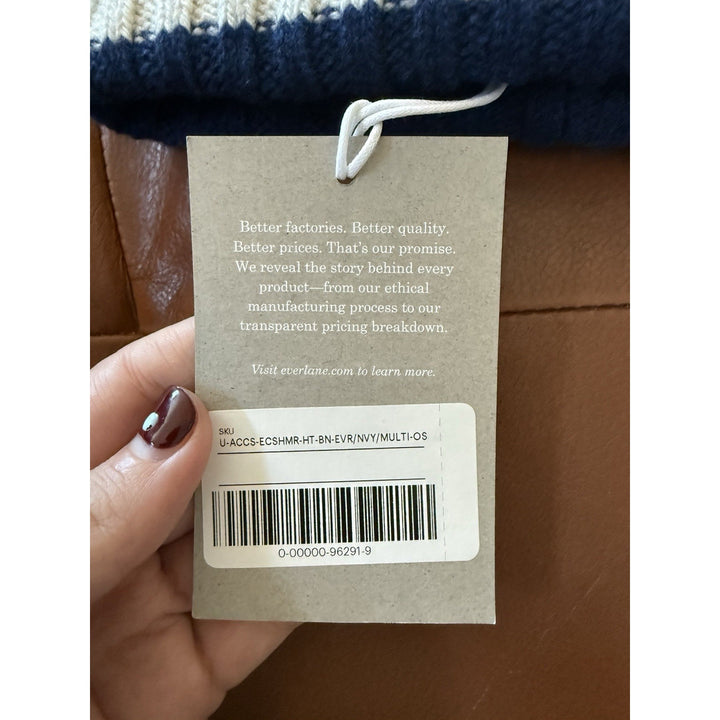 Better factories. Better quality.
Better prices. That's our promise.
We reveal the story behind every
product—from our ethical
manufacturing process to our
transparent pricing breakdown.
Visit everlane.com to learn more.
SKU
U-ACCS-ECSHMR-HT-BN-EVR/NVY/MULTI-OS
0-00000-96291-9